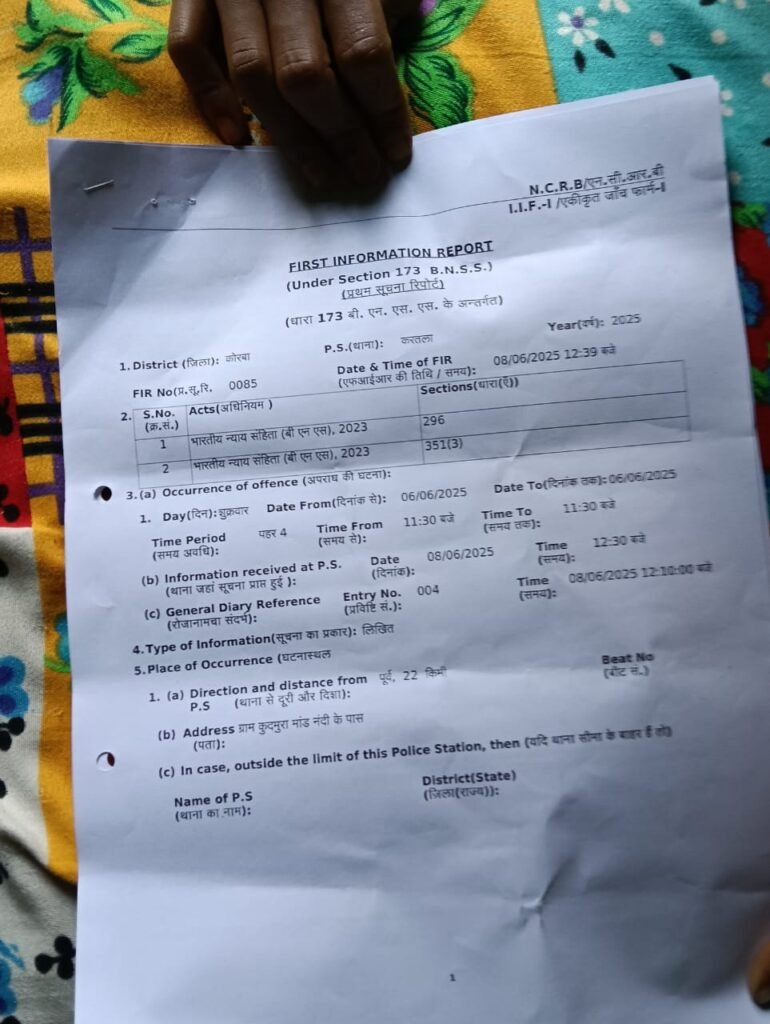 N.C.R.B/एन.सी.आर.बी
I.I.F.-I /एकीकृत जाँच फार्म-I
FIRST INFORMATION REPORT
(Under Section 173 B.N.S.S.)
(प्रथम सूचना रिपोर्ट)
(धारा 173 बी. एन. एस. एस. के अन्तर्गत)
1. District (जिला): कोरबा P.S.(थाना): करतला Year(वर्ष): 2025
FIR No(प्र.सू.रि. 0085 Date & Time of FIR 08/06/2025 12:39 बजे
(एफआईआर की तिथि / समय):
2. S.No. Acts(अधिनियम ) Sections(धारा(एँ))
(क्र.सं.)
1 भारतीय न्याय संहिता (बी एन एस), 2023 296
2 भारतीय न्याय संहिता (बी एन एस), 2023 351(3)
3. (a) Occurrence of offence (अपराध की घटना):
1. Day(दिन):शुक्रवार Date From(दिनांक से): 06/06/2025 Date To(दिनांक तक):06/06/2025
Time Period पहर 4 Time From 11:30 बजे Time To 11:30 बजे
(समय अवधि): (समय से): (समय तक):
(b) Information received at P.S. Date 08/06/2025 Time 12:30 बजे
(थाना जहां सूचना प्राप्त हुई ): (दिनांक): (समय):
(c) General Diary Reference Entry No. 004 Time 08/06/2025 12:10:00 बजे
(रोजानामचा संदर्भ): (प्रविष्टि सं.): (समय):
4. Type of Information(सूचना का प्रकार): लिखित
5. Place of Occurrence (घटनास्थल
1. (a) Direction and distance from पूर्व, 22 किमी Beat No
P.S (थाना से दूरी और दिशा): (बीट सं.)
(b) Address ग्राम कुदमुरा मांड नंदी के पास
(पता):
(c) In case, outside the limit of this Police Station, then (यदि थाना सीमा के बाहर हैं तो)
Name of P.S District(State)
(थाना का नाम): (जिला(राज्य)):
1